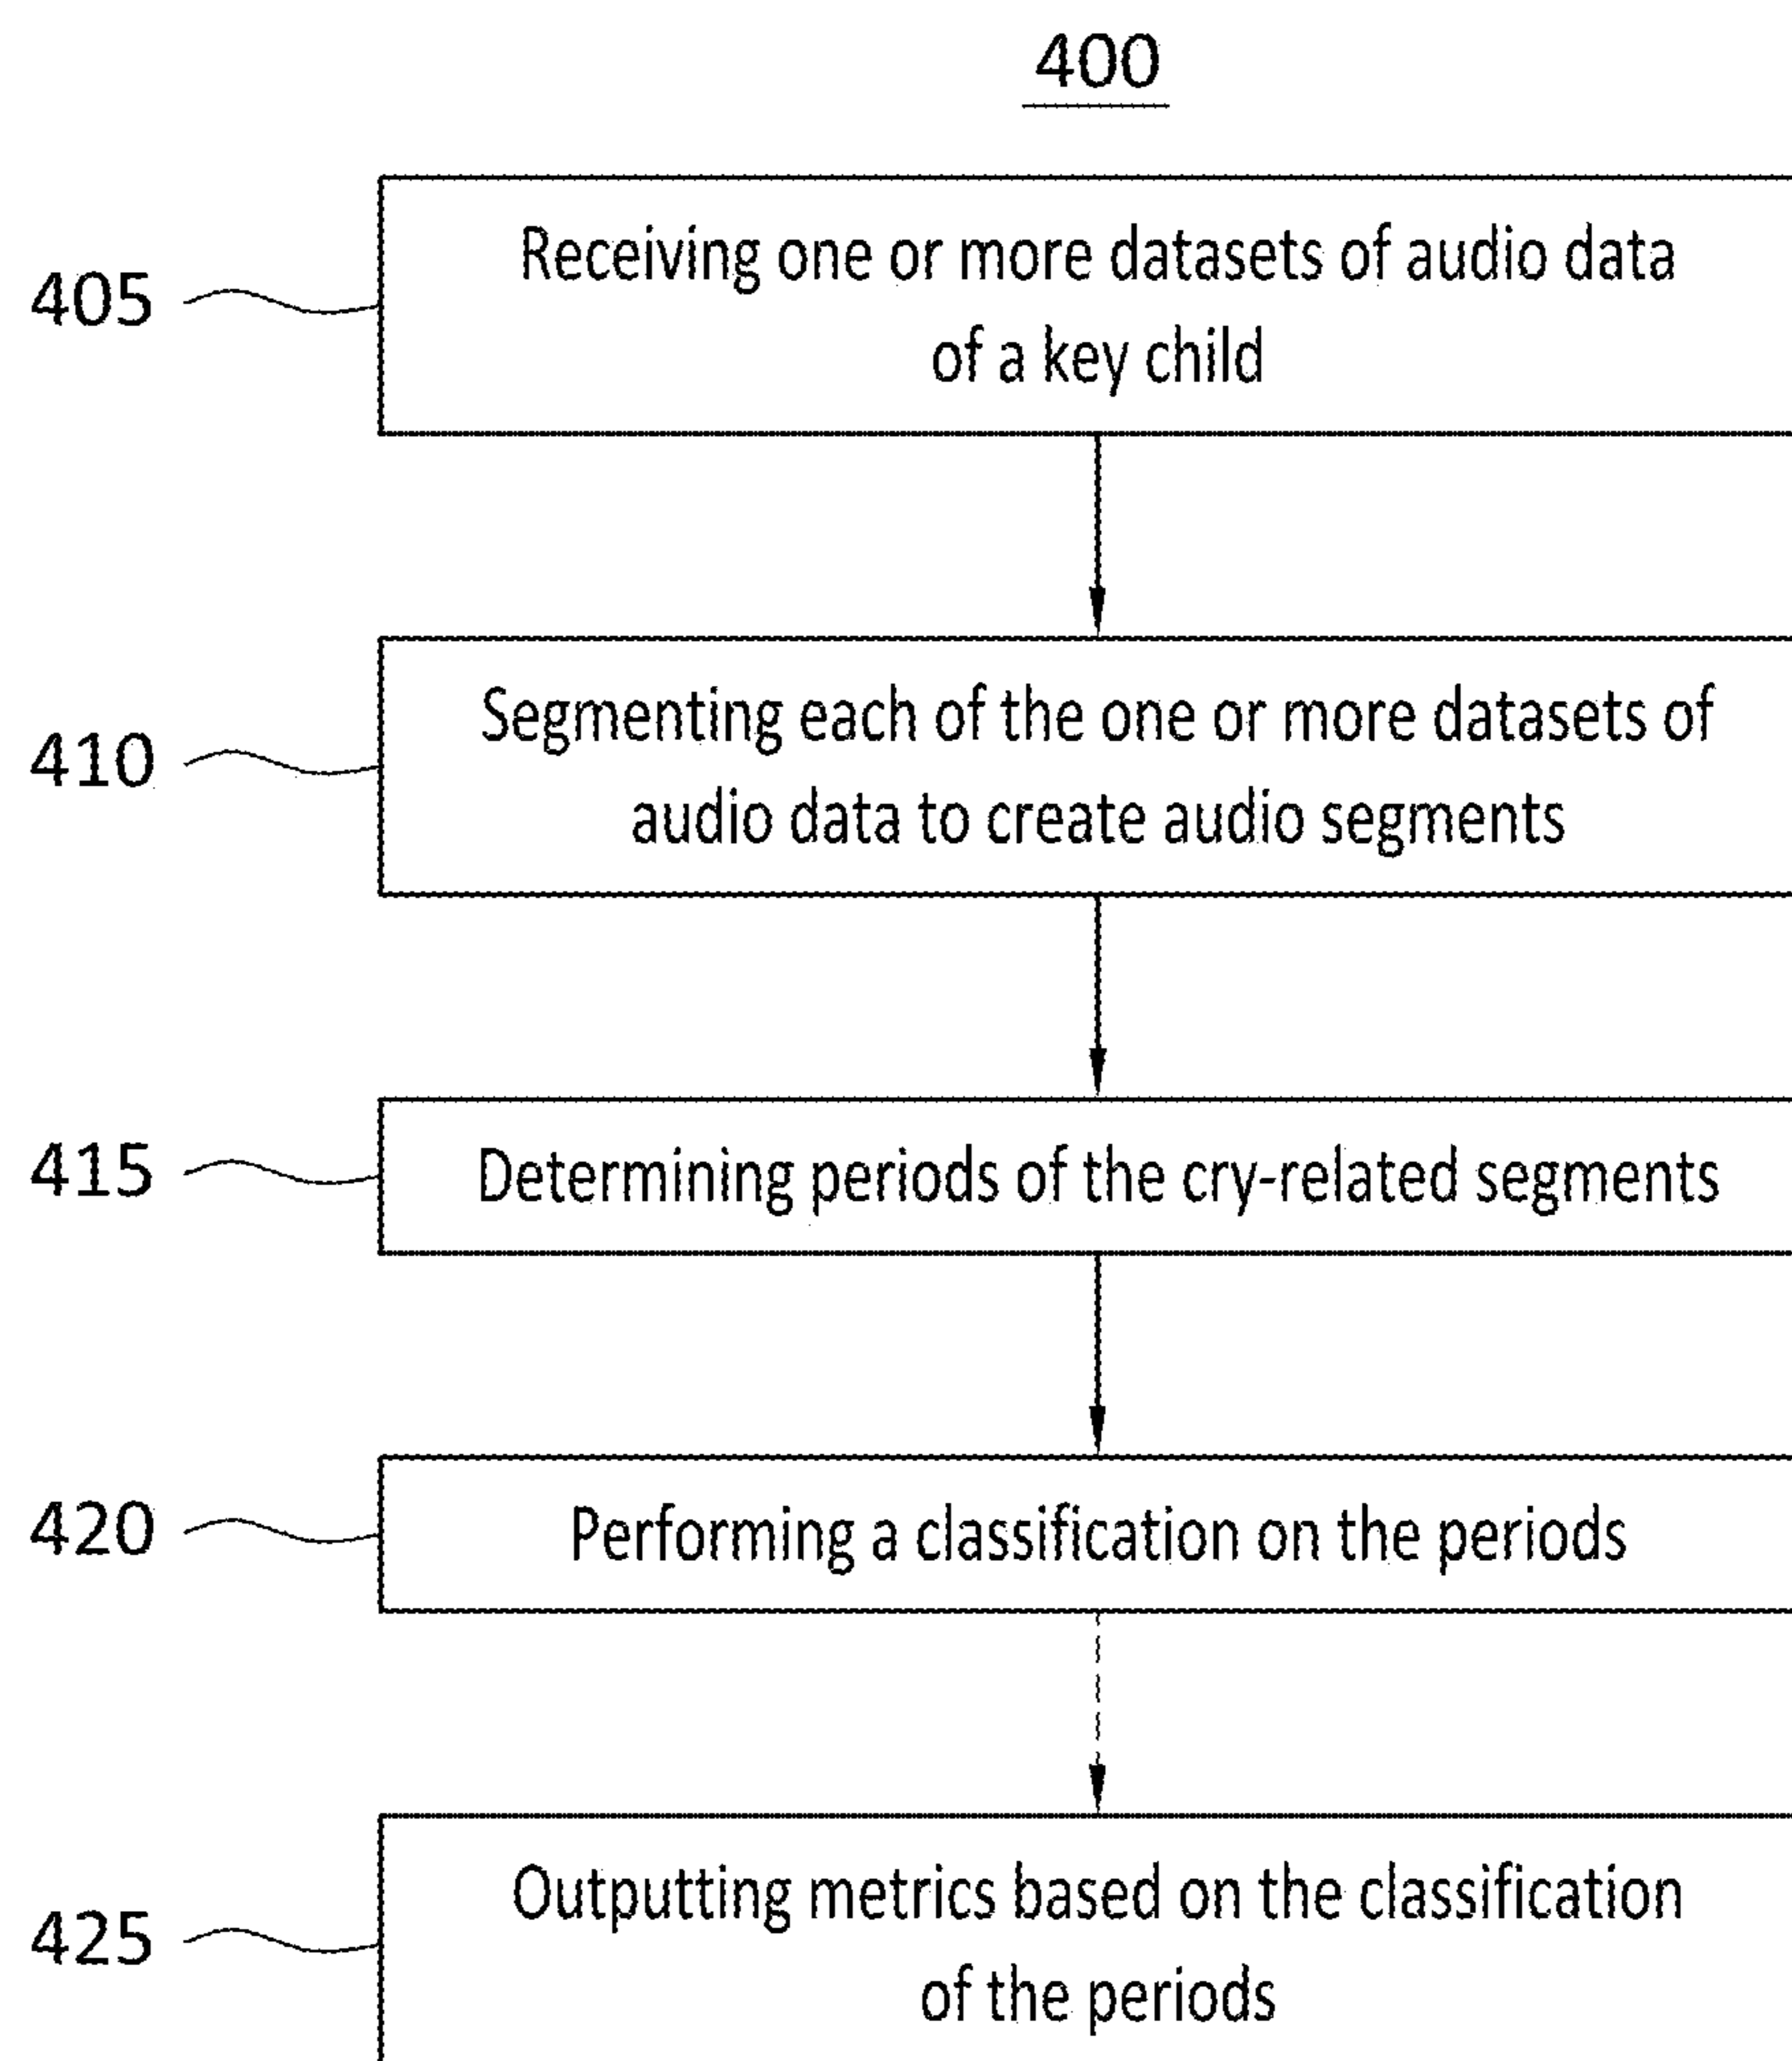 400
405
Receiving one or more datasets of audio data
of a key child
410
Segmenting each of the one or more datasets of
audio data to create audio segments
415
Determining periods of the cry-related segments
420
Performing a classification on the periods
425
Outputting metrics based on the classification
of the periods